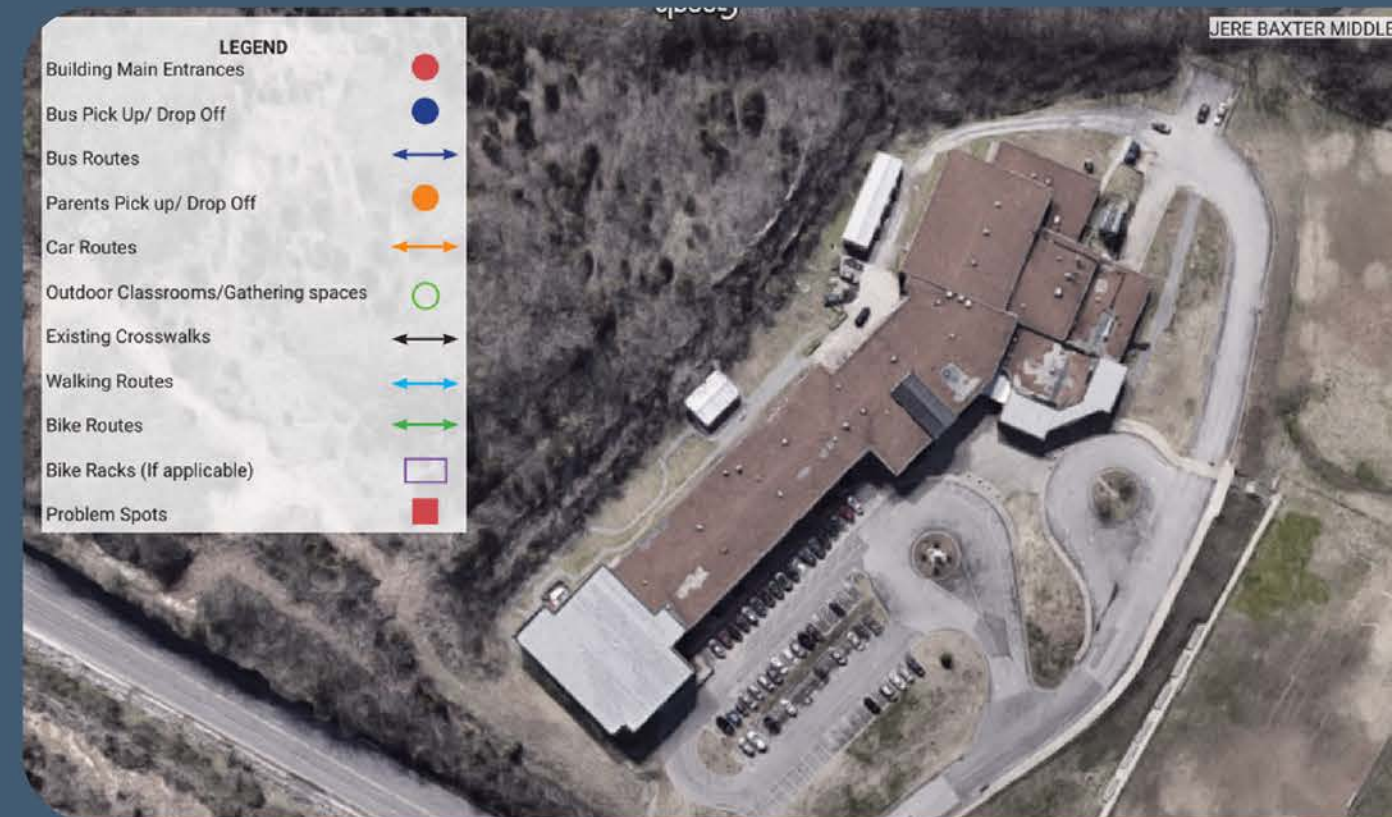 JERE BAXTER MIDDLE
LEGEND
Building Main Entrances
Bus Pick Up/ Drop Off
Bus Routes
Parents Pick up/ Drop Off
Car Routes
Outdoor Classrooms/Gathering spaces
Existing Crosswalks
Walking Routes
Bike Routes
Bike Racks (If applicable)
Problem Spots